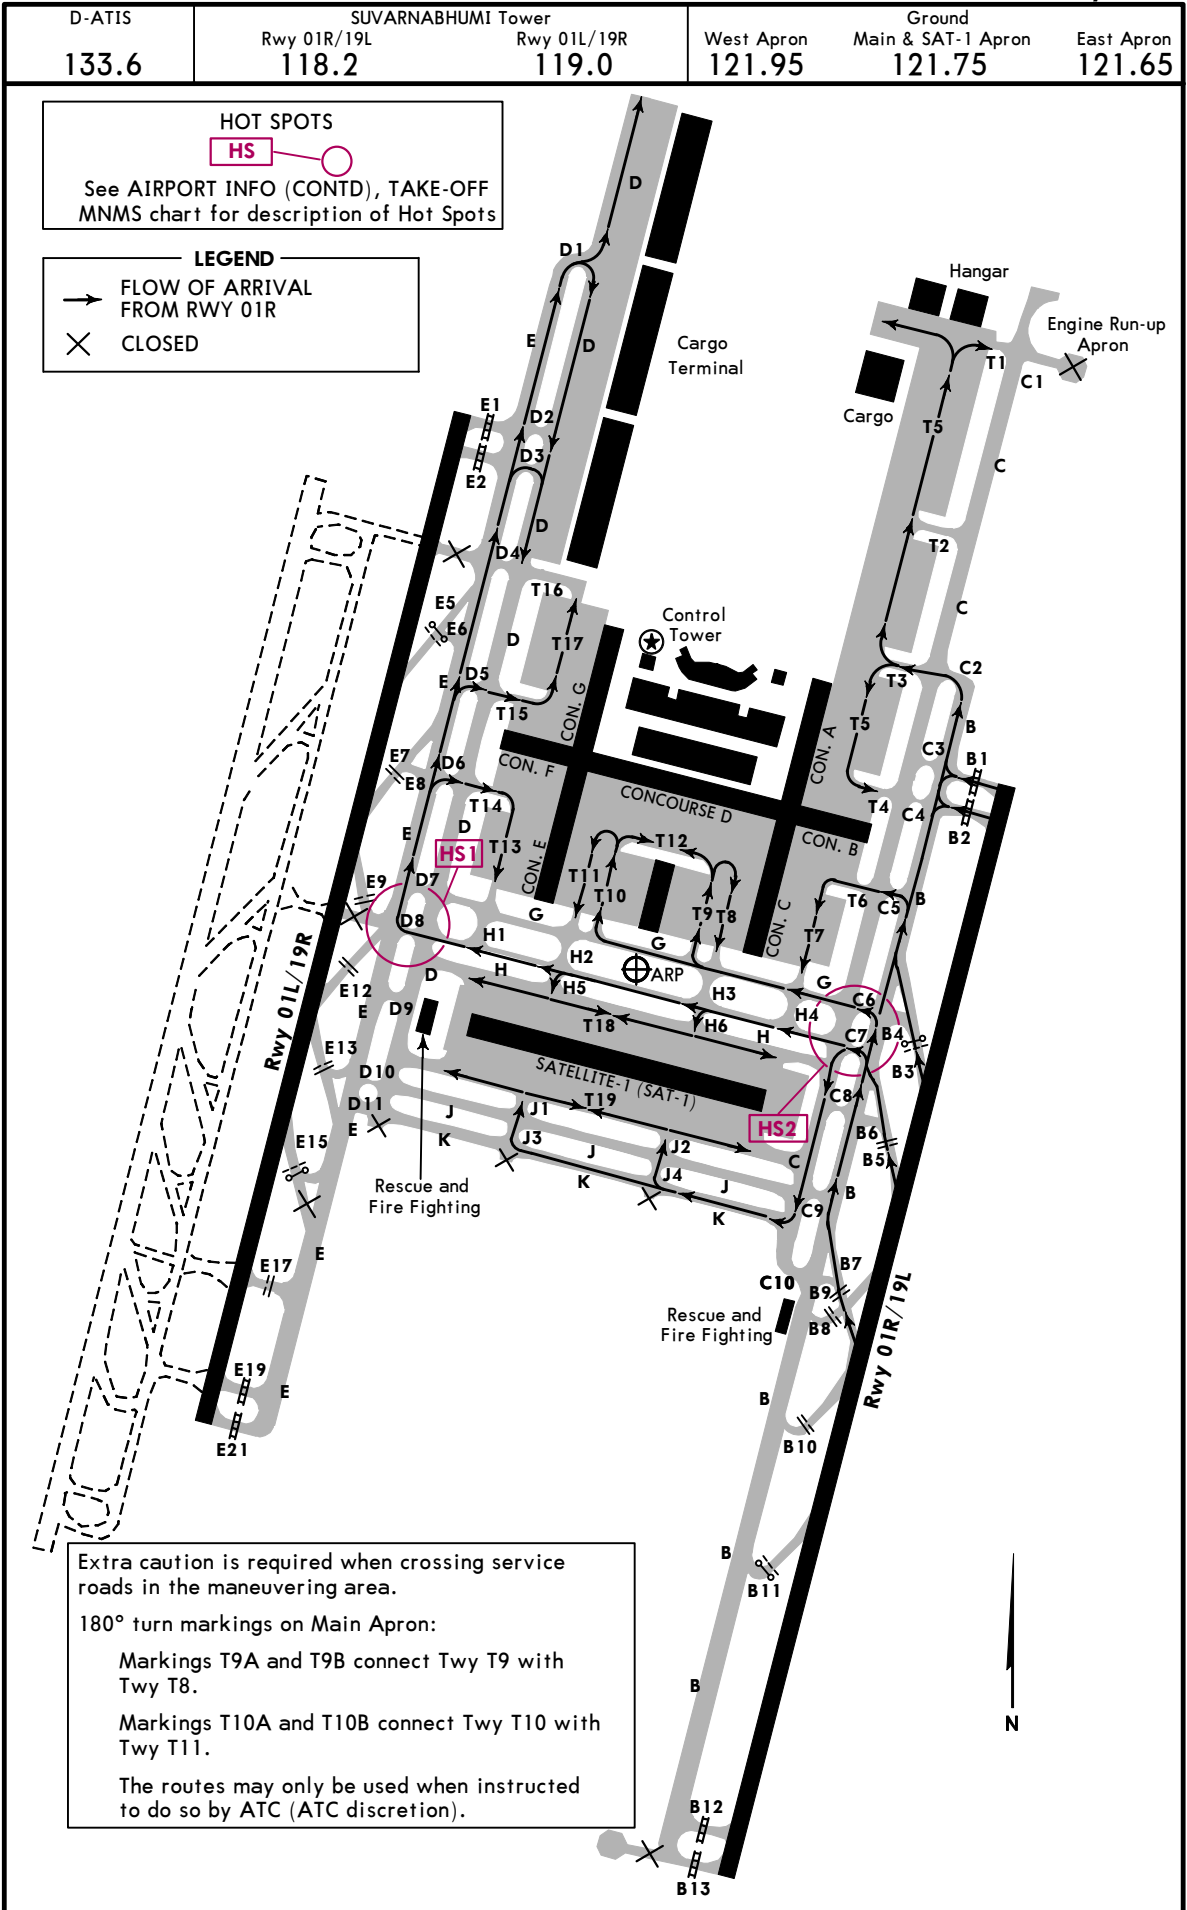 D-ATIS
133.6
SUVARNABHUMI Tower
Rwy 01R/19L
118.2
Rwy 01L/19R
119.0
Ground
West Apron
121.95
Main & SAT-1 Apron
121.75
East Apron
121.65
HOT SPOTS
HS
See AIRPORT INFO (CONTD), TAKE-OFF
MNMS chart for description of Hot Spots
LEGEND
FLOW OF ARRIVAL
FROM RWY 01R
CLOSED
D
D1
Hangar
Engine Run-up
Apron
E
D
Cargo
Terminal
T1
C1
Cargo
E1
D2
T5
D3
C
E2
D
T2
D4
T16
E5
E6
D
T17
Control
Tower
C
C2
E
D5
T3
T15
CON. G
T5
B
CON. A
C3
B1
E7
D6
CON. F
E8
T14
CONCOURSE D
T4
C4
B2
E
D
T13
T12
CON. B
HS1
CON. E
E9
D7
T11
T10
T9
T8
CON. C
T6
C5
B
D8
G
T7
H1
G
H2
D
H
ARP
G
H5
H3
C6
E12
E
D9
T18
H6
H4
H
C7
B4
Rwy 01L/19R
E13
B3
D10
SATELLITE-1 (SAT-1)
C8
D11
J
J1
T19
HS2
E
K
J3
J2
B6
E15
J
C
B5
K
J4
J
B
Rescue and
Fire Fighting
K
C9
E
E17
B7
C10
B9
Rescue and
Fire Fighting
B8
Rwy 01R/19L
E19
E
B
E21
B10
B
B11
Extra caution is required when crossing service
roads in the maneuvering area.
180° turn markings on Main Apron:
Markings T9A and T9B connect Twy T9 with
Twy T8.
Markings T10A and T10B connect Twy T10 with
Twy T11.
The routes may only be used when instructed
to do so by ATC (ATC discretion).
B
N
B12
B13